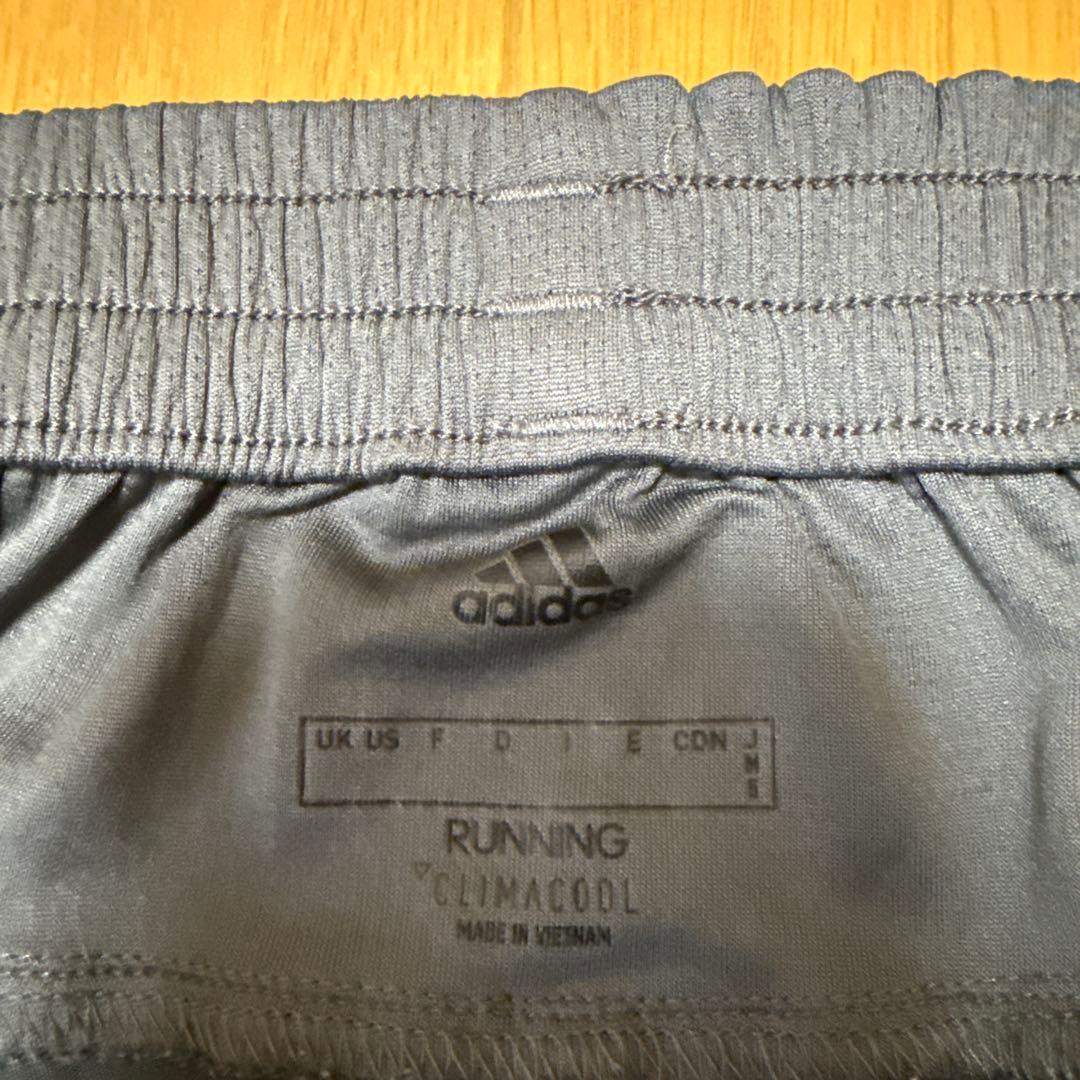 adidas
UK US F D I E CDN J
M
S
RUNNING
CLIMACOOL
MADE IN VIETNAM